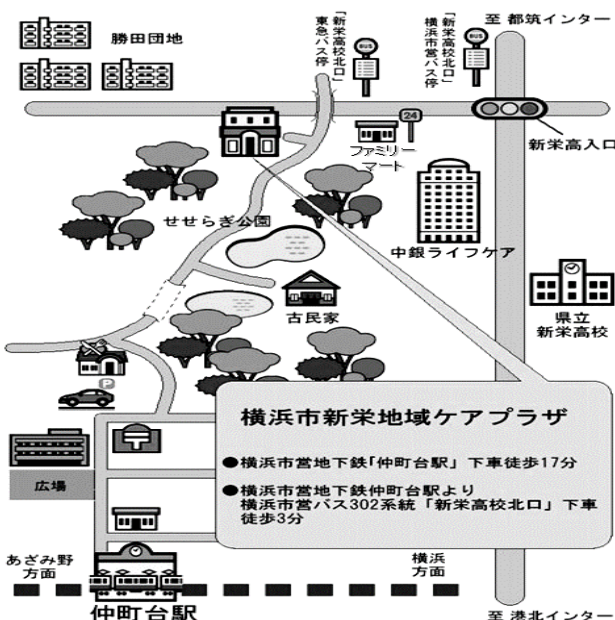 勝田団地
「新栄高校北口」
東急バス停
「新栄高校北口」
横浜市営バス停
至 都筑インター
BUS
BUS
24
ファミリー
マート
新栄高入口
せせらぎ公園
中銀ライフケア
古民家
県立
新栄高校
P
横浜市新栄地域ケアプラザ
●横浜市営地下鉄「仲町台駅」下車徒歩17分
●横浜市営地下鉄仲町台駅より
横浜市営バス302系統「新栄高校北口」下車
徒歩3分
広場
あざみ野
方面
横浜
方面
仲町台駅
至 港北インター